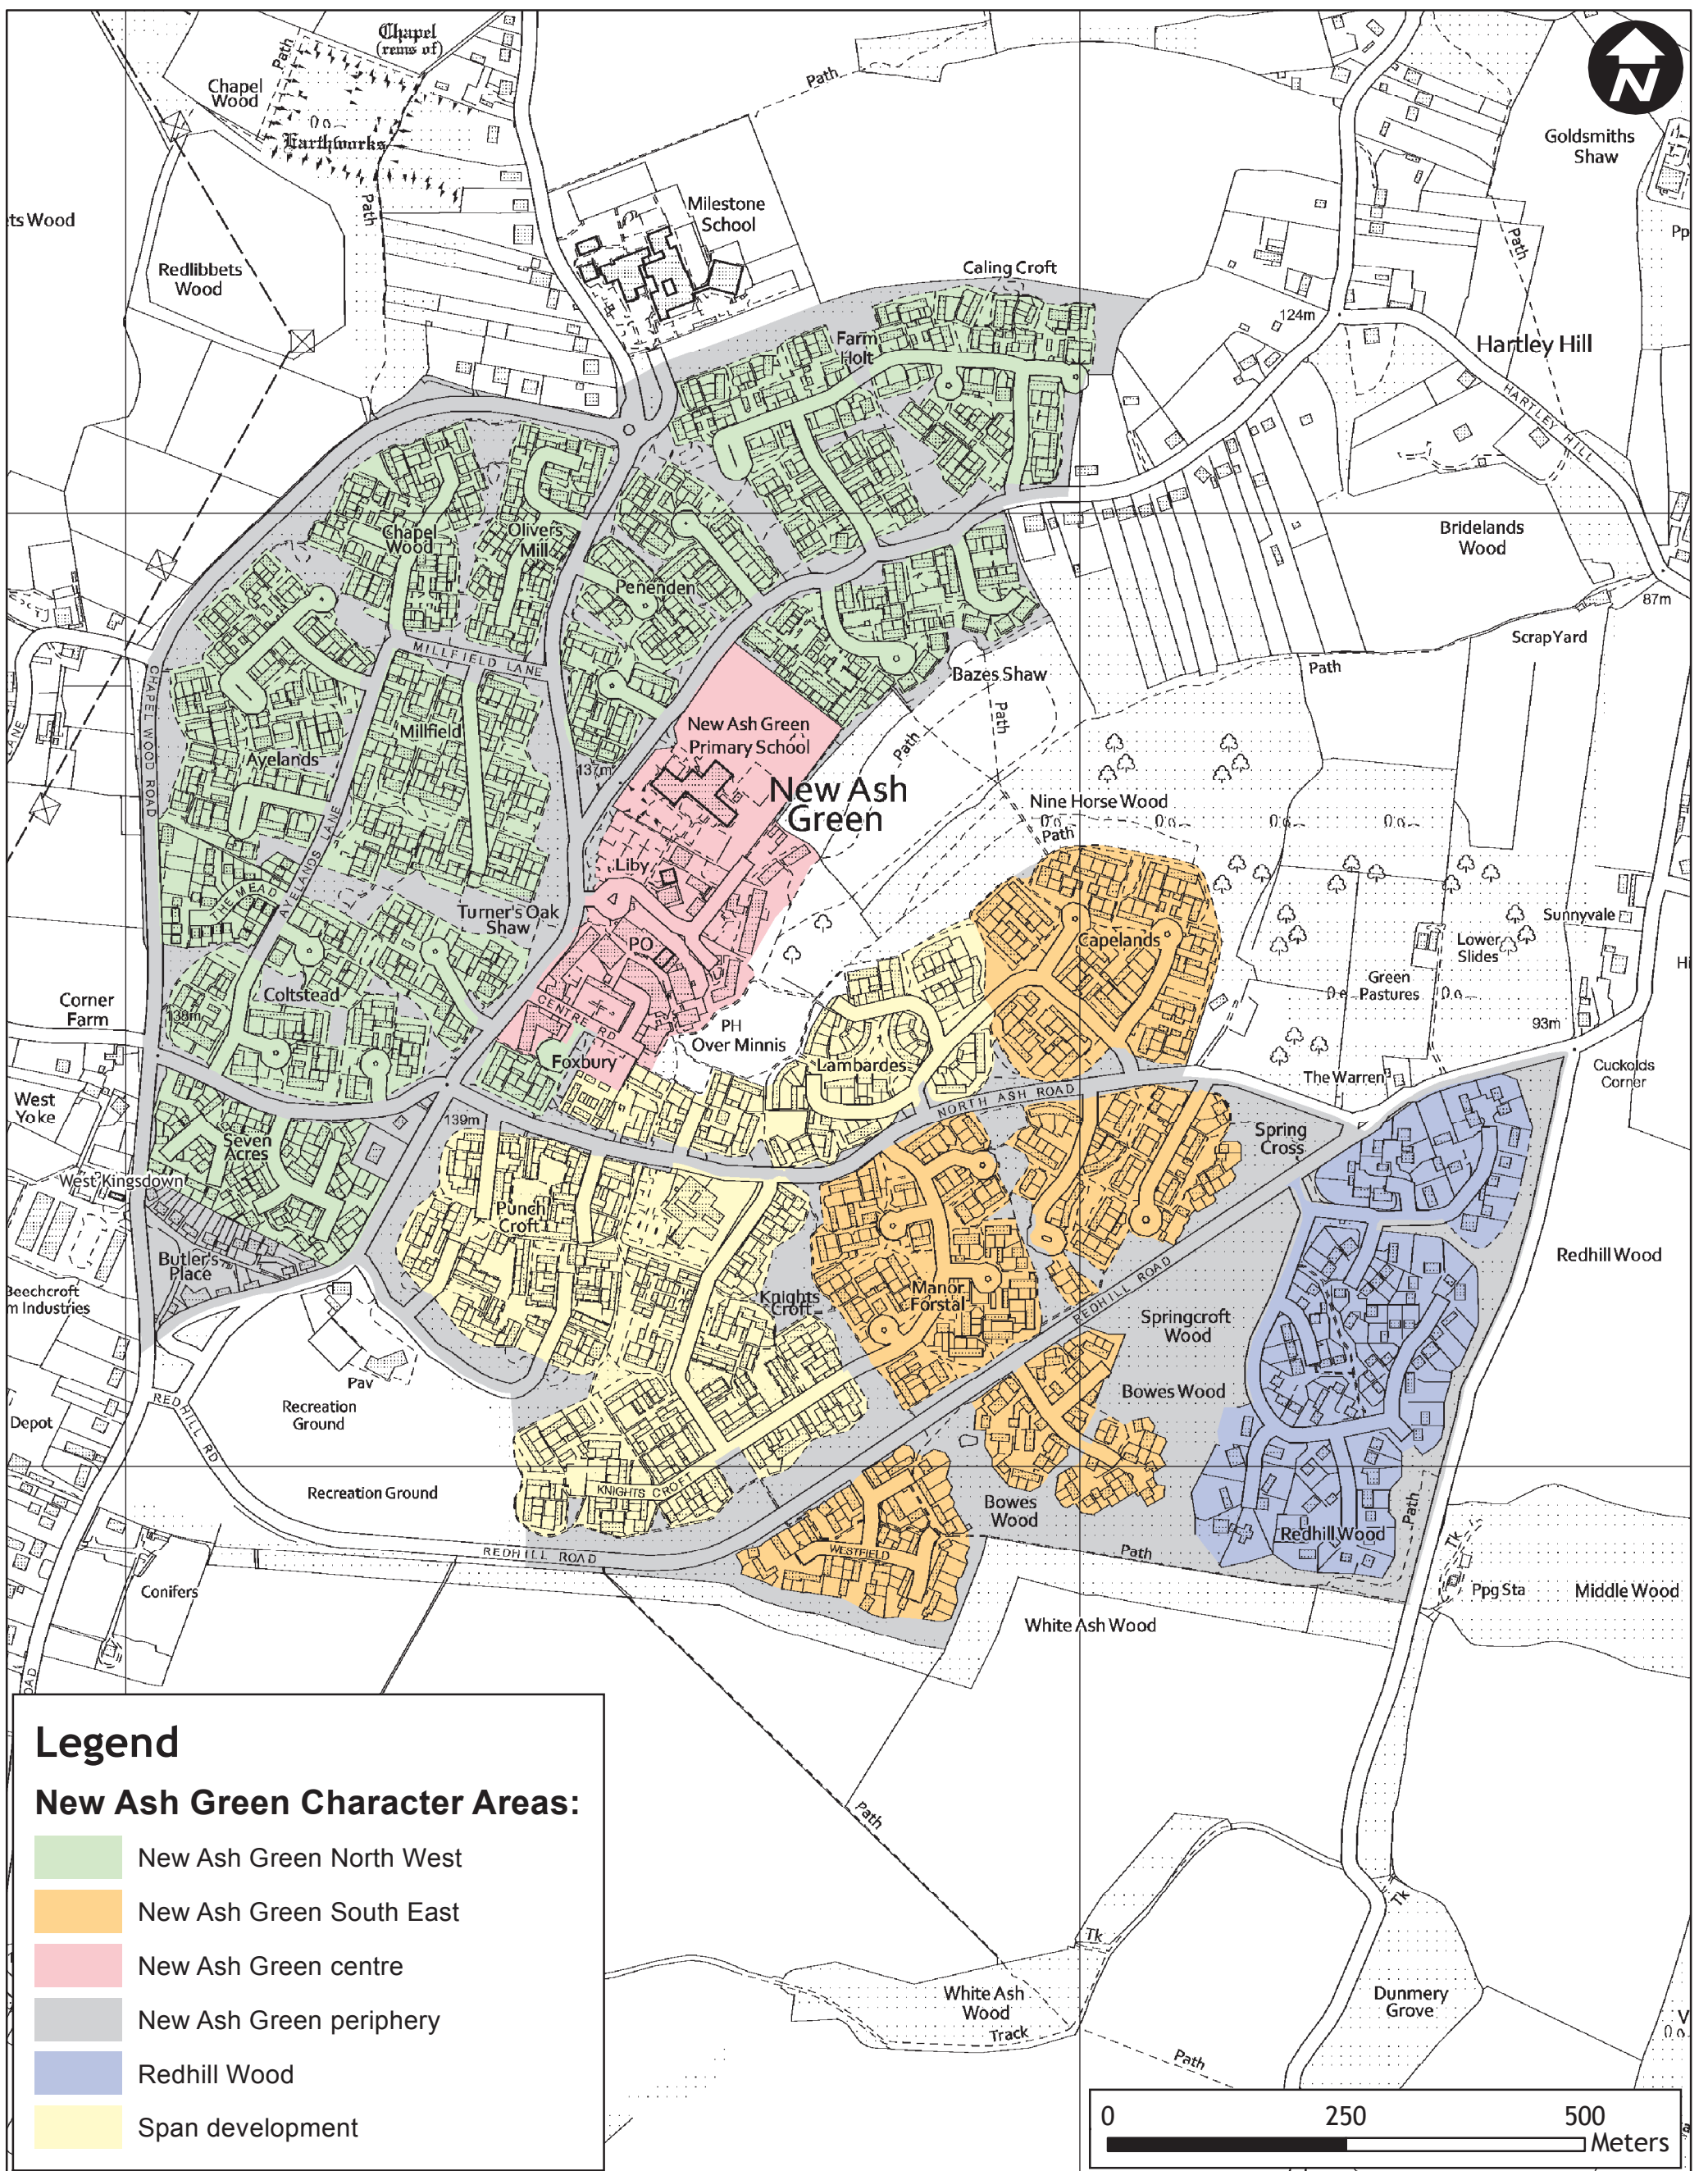 Chapel
(rems of)
Path
Chapel
Wood
Earthworks
Path
Path
N
Goldsmiths
Shaw
ts Wood
Milestone
School
Path
Pp
Redlibbets
Wood
Caling Croft
124m
Farm
Holt
Hartley Hill
HARTLEY HILL
Chapel
Wood
Olivers
Mill
Bridelands
Wood
Penenden
87m
Scrap Yard
MILLFIELD LANE
Path
Bazes Shaw
CHAPEL WOOD ROAD
LANE
New Ash Green
Primary School
Path
Path
Millfield
Ayelands
137m
New Ash
Green
Nine Horse Wood
Path
AYELANDS LANE
Liby
THE MEAD
Turner's Oak
Shaw
Sunnyvale
PO
Capelands
Lower
Slides
Hi
Coltstead
Green
Pastures
Corner
Farm
138m
CENTRE RD
PH
Over Minnis
93m
Foxbury
Lambardes
The Warren
Cuckolds
Corner
West
Yoke
NORTH ASH ROAD
139m
Seven
Acres
Spring
Cross
West Kingsdown
Punch
Croft
Butler's
Place
Redhill Wood
Beechcroft
m Industries
Knights
Croft
Manor
Forstal
REDHILL ROAD
Springcroft
Wood
Pav
Bowes Wood
REDHILL RD
Recreation
Ground
Depot
KNIGHTS CROFT
Recreation Ground
Bowes
Wood
Path
Redhill Wood
Tk
REDHILL ROAD
WESTFIELD
Path
Conifers
Ppg Sta
Middle Wood
White Ash Wood
OAD
Legend
New Ash Green Character Areas:
New Ash Green North West
New Ash Green South East
New Ash Green centre
New Ash Green periphery
Redhill Wood
Span development
Path
Tk
Tk
White Ash
Wood
Dunmery
Grove
Track
V
Path
0
250
500
Meters